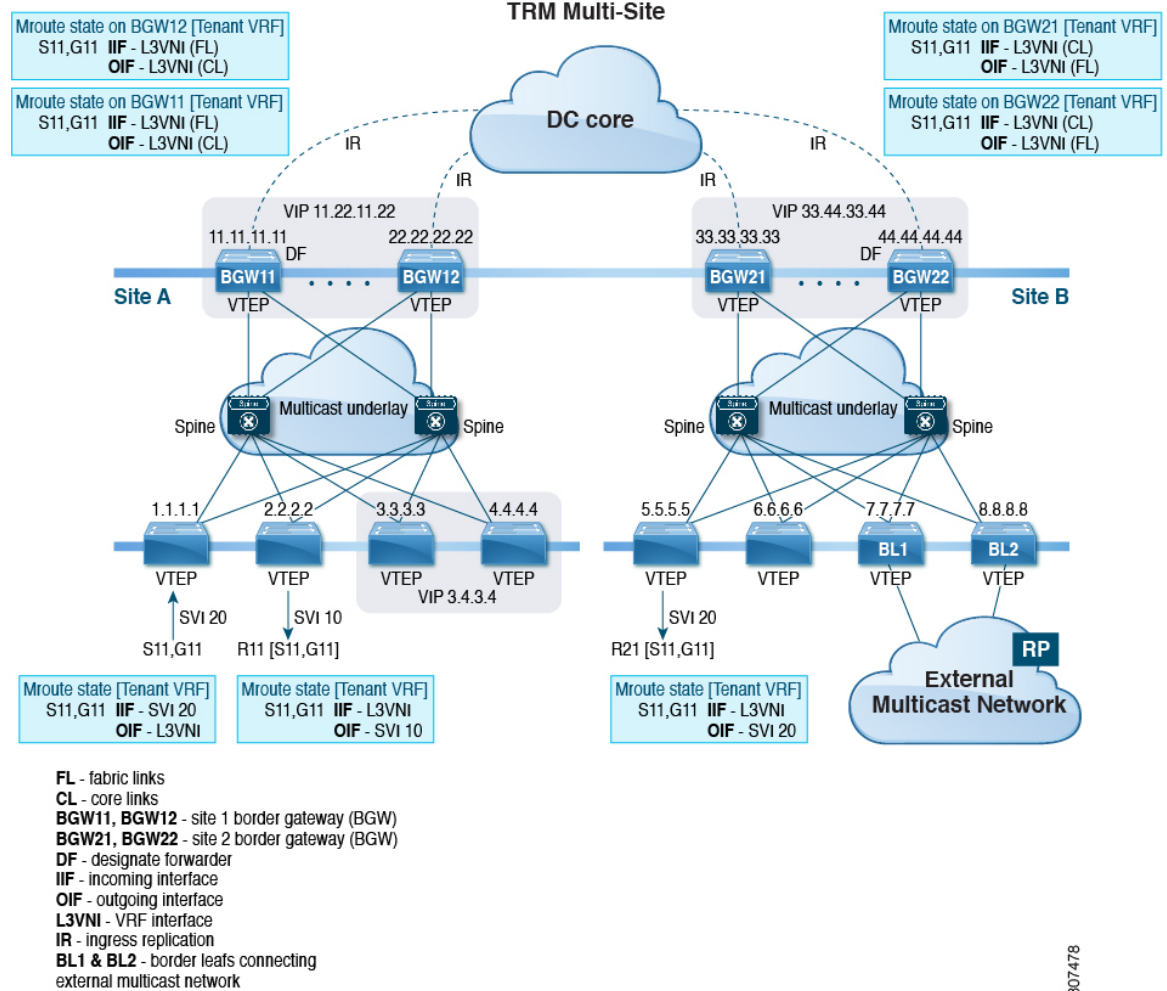 TRM Multi-Site
Mroute state on BGW12 [Tenant VRF]
S11,G11 IIF - L3VNI (FL)
OIF - L3VNI (CL)
Mroute state on BGW11 [Tenant VRF]
S11,G11 IIF - L3VNI (FL)
OIF - L3VNI (CL)
Mroute state on BGW21 [Tenant VRF]
S11,G11 IIF - L3VNI (CL)
OIF - L3VNI (FL)
Mroute state on BGW22 [Tenant VRF]
S11,G11 IIF - L3VNI (CL)
OIF - L3VNI (FL)
DC core
IR
IR
IR
IR
VIP 11.22.11.22
11.11.11.11
22.22.22.22
DF
BGW11
BGW12
VTEP
VTEP
Site A
VIP 33.44.33.44
33.33.33.33
44.44.44.44
DF
BGW21
BGW22
VTEP
VTEP
Site B
Spine
Spine
Multicast underlay
Spine
Spine
Spine
Spine
Multicast underlay
Spine
Spine
1.1.1.1
2.2.2.2
3.3.3.3
4.4.4.4
VTEP
VTEP
VTEP
VTEP
VIP 3.4.3.4
SVI 20
SVI 10
S11,G11
R11 [S11,G11]
5.5.5.5
6.6.6.6
7.7.7.7
8.8.8.8
BL1
BL2
VTEP
VTEP
VTEP
VTEP
SVI 20
R21 [S11,G11]
RP
External
Multicast Network
Mroute state [Tenant VRF]
S11,G11 IIF - SVI 20
OIF - L3VNI
Mroute state [Tenant VRF]
S11,G11 IIF - L3VNI
OIF - SVI 10
Mroute state [Tenant VRF]
S11,G11 IIF - L3VNI
OIF - SVI 20
FL - fabric links
CL - core links
BGW11, BGW12 - site 1 border gateway (BGW)
BGW21, BGW22 - site 2 border gateway (BGW)
DF - designate forwarder
IIF - incoming interface
OIF - outgoing interface
L3VNI - VRF interface
IR - ingress replication
BL1 & BL2 - border leafs connecting
external multicast network
307478